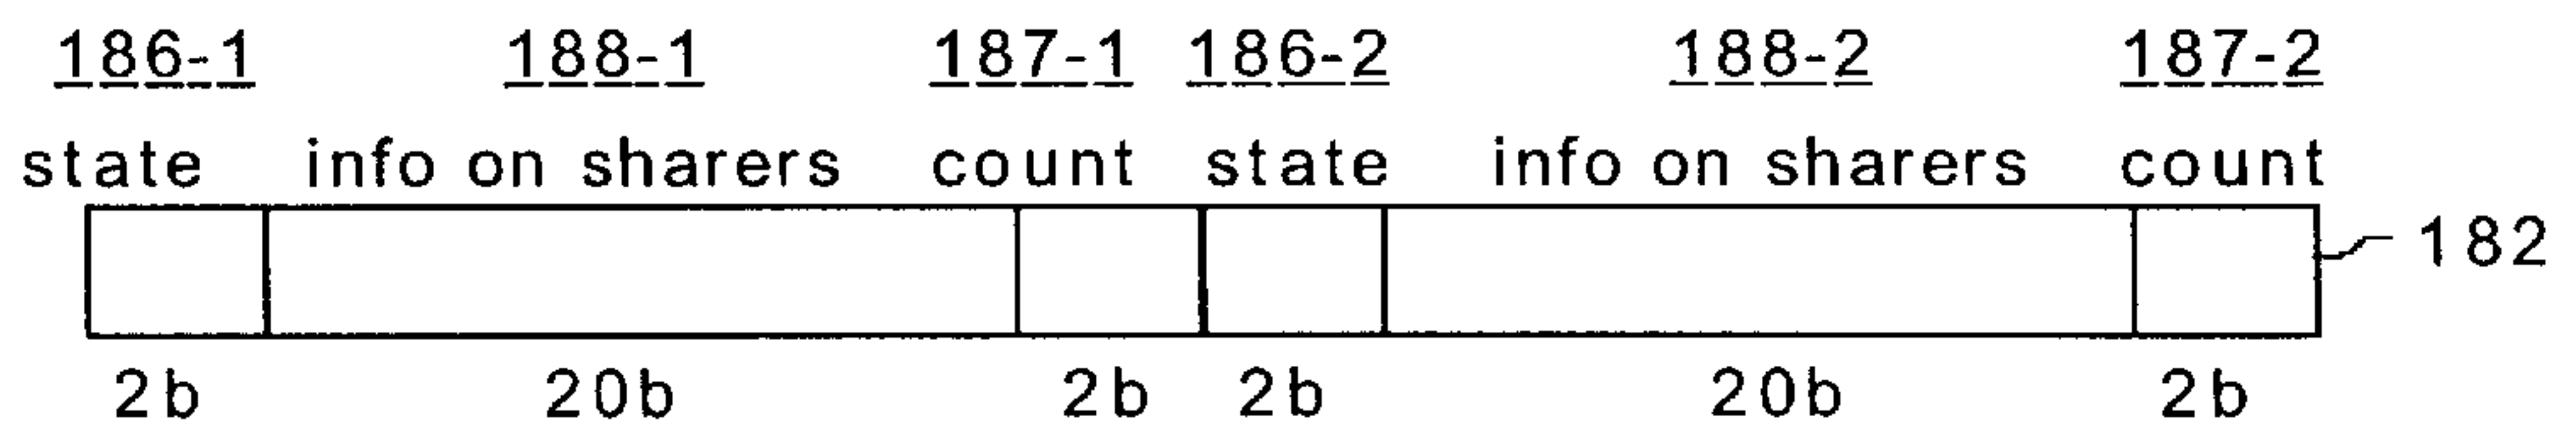 186-1 188-1 187-1 186-2 188-2 187-2
state info on sharers count state info on sharers count
182
2b 20b 2b 2b 20b 2b